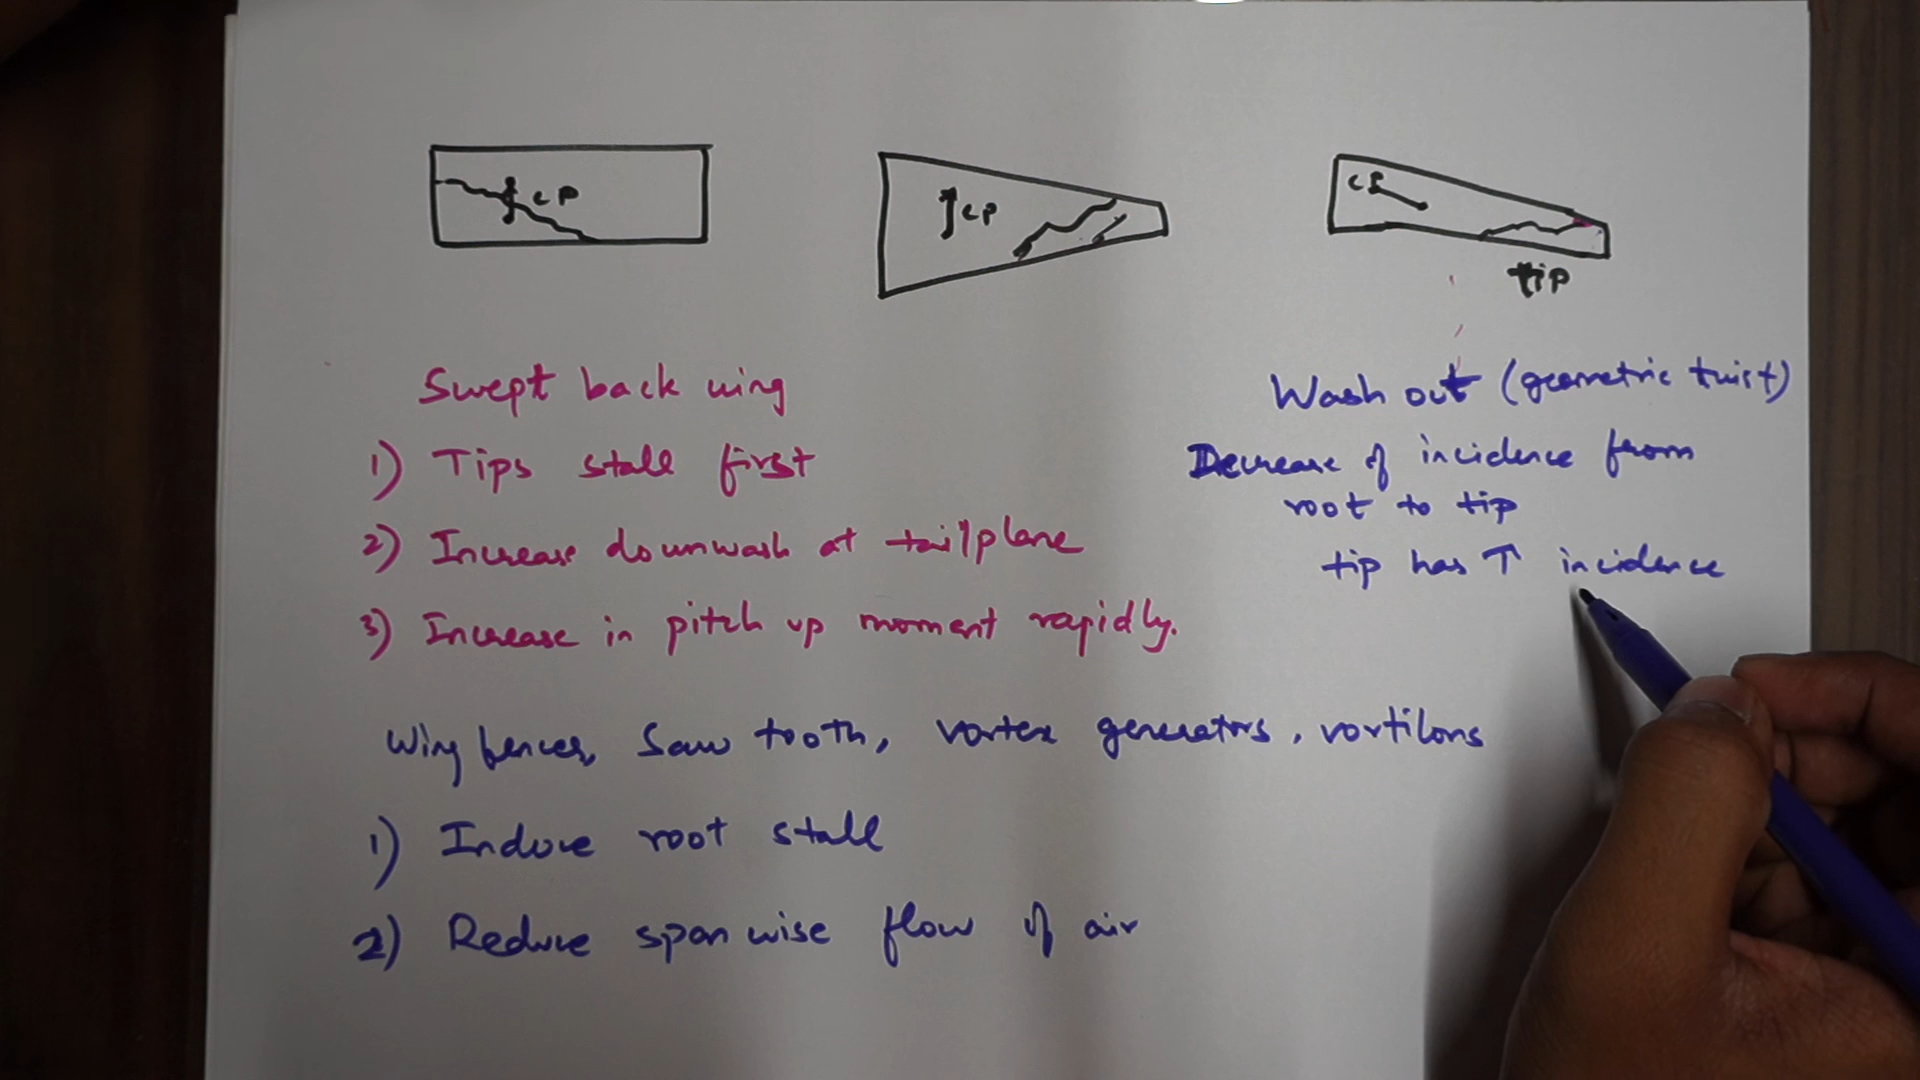 CP
CP
CP
tip
Swept back wing
1) Tips stall first
2) Increase downwash at tailplane
3) Increase in pitch up moment rapidly.
Wash out (geometric twist)
Decrease of incidence from
root to tip
tip has ↑ incidence
Wing fences, Saw tooth, vortex generators, vortilons
1) Induce root stall
2) Reduce spanwise flow of air